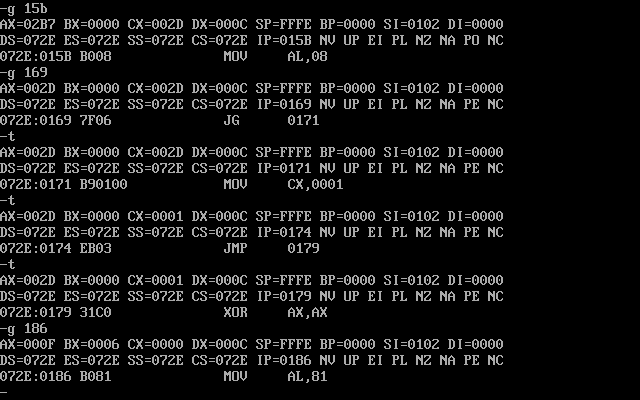 -g 15b
AX=02B7 BX=0000 CX=002D DX=000C SP=FFFE BP=0000 SI=0102 DI=0000
DS=072E ES=072E SS=072E CS=072E IP=015B NV UP EI PL NZ NA PO NC
072E:015B B008 MOV AL,08
-g 169
AX=002D BX=0000 CX=002D DX=000C SP=FFFE BP=0000 SI=0102 DI=0000
DS=072E ES=072E SS=072E CS=072E IP=0169 NV UP EI PL NZ NA PE NC
072E:0169 7F06 JG 0171
-t
AX=002D BX=0000 CX=002D DX=000C SP=FFFE BP=0000 SI=0102 DI=0000
DS=072E ES=072E SS=072E CS=072E IP=0171 NV UP EI PL NZ NA PE NC
072E:0171 B90100 MOV CX,0001
-t
AX=002D BX=0000 CX=0001 DX=000C SP=FFFE BP=0000 SI=0102 DI=0000
DS=072E ES=072E SS=072E CS=072E IP=0174 NV UP EI PL NZ NA PE NC
072E:0174 EB03 JMP 0179
-t
AX=002D BX=0000 CX=0001 DX=000C SP=FFFE BP=0000 SI=0102 DI=0000
DS=072E ES=072E SS=072E CS=072E IP=0179 NV UP EI PL NZ NA PE NC
072E:0179 31C0 XOR AX,AX
-g 186
AX=000F BX=0006 CX=0000 DX=000C SP=FFFE BP=0000 SI=0102 DI=0000
DS=072E ES=072E SS=072E CS=072E IP=0186 NV UP EI PL NZ NA PE NC
072E:0186 B081 MOV AL,81
-